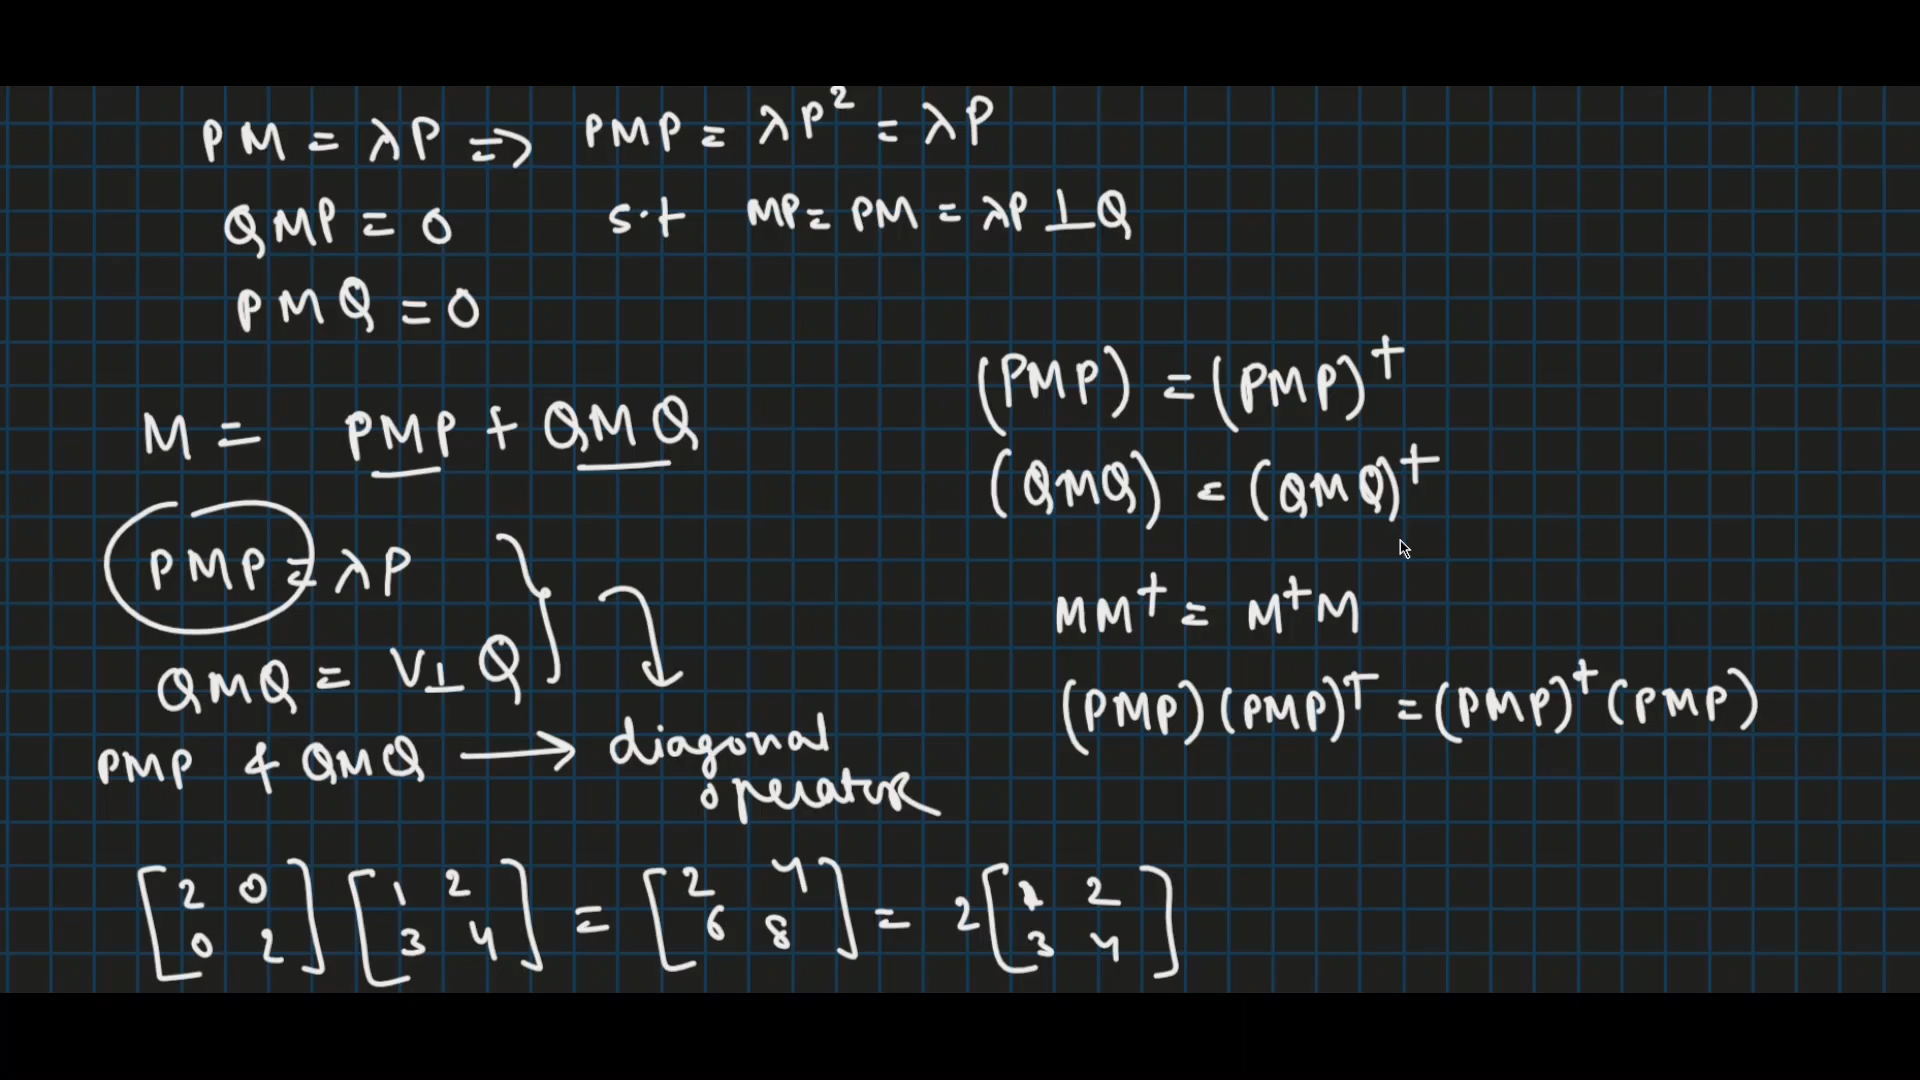 PM = λP => PMP = λP² = λP
QMP = 0 s.t MP = PM = λP ⊥ Q
PMQ = 0
(PMP) = (PMP)†
M = PMP + QMQ
(QMQ) = (QMQ)†
PMP = λP
MM† = M†M
QMQ = V⊥ Q
(PMP)(PMP)† = (PMP)†(PMP)
PMP & QMQ → diagonal
operator
[2 0 [1 2 [2 4 [1 2
0 2] 3 4] = 6 8] = 2 3 4]